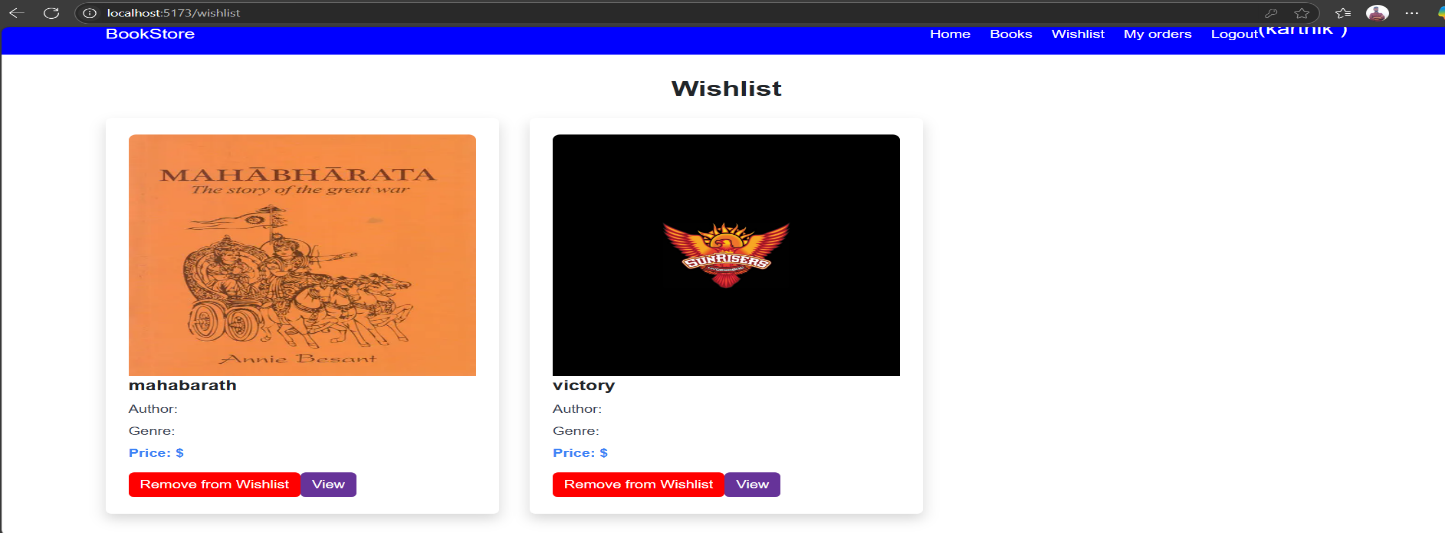 localhost:5173/wishlist
BookStore Home Books Wishlist My orders Logout(karthik )
Wishlist
MAHĀBHĀRATA
The story of the great war
Annie Besant
mahabarath
Author:
Genre:
Price: $
Remove from Wishlist View
SUNRISERS
victory
Author:
Genre:
Price: $
Remove from Wishlist View